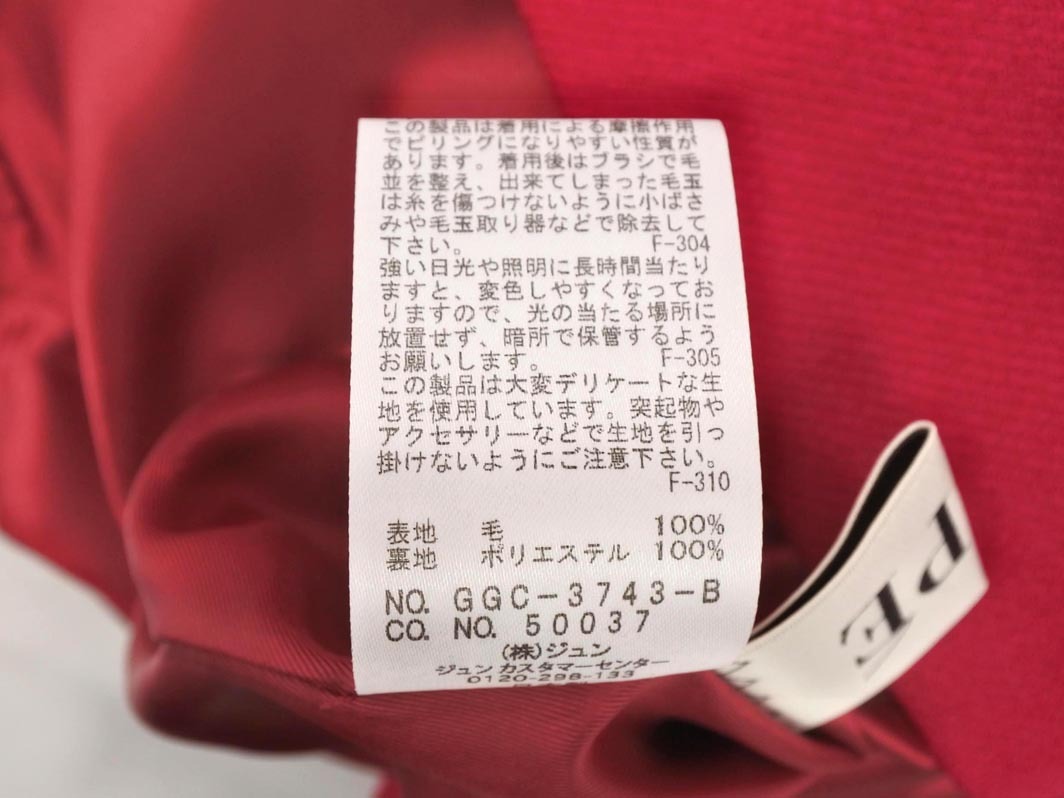 この製品は着用による摩擦作用
でピリングになりやすい性質が
あります。着用後はブラシで毛
並を整え、出来てしまった毛玉
は糸を傷つけないように小ばさ
みや毛玉取り器などで除去して
下さい。 F-304
強い日光や照明に長時間当たり
ますと、変色しやすくなってお
りますので、光の当たる場所に
放置せず、暗所で保管するよう
お願いします。 F-305
この製品は大変デリケートな生
地を使用しています。突起物や
アクセサリーなどで生地を引っ
掛けないようにご注意下さい。
F-310
表地 毛 100%
裏地 ポリエステル 100%
NO. GGC-3743-B
CO. NO. 50037
(株)ジュン
ジュン カスタマーセンター
0120-298-133
PE